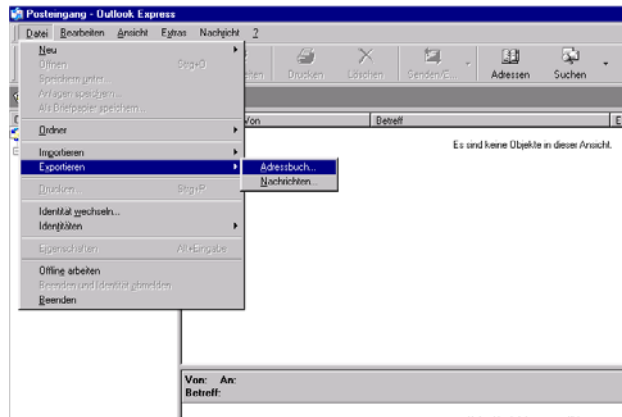 Posteingang - Outlook Express
Datei Bearbeiten Ansicht Extras Nachricht ?
Drucken Löschen Senden/E... Adressen Suchen
Von Betreff E
Es sind keine Objekte in dieser Ansicht.
Neu
Öffnen Strg+O
Speichern unter...
Anlagen speichern...
Als Briefpapier speichern...
Ordner
Importieren
Exportieren
Adressbuch...
Nachrichten...
Drucken... Strg+P
Identität wechseln...
Identitäten
Eigenschaften Alt+Eingabe
Offline arbeiten
Beenden und Identität abmelden
Beenden
Von: An:
Betreff: